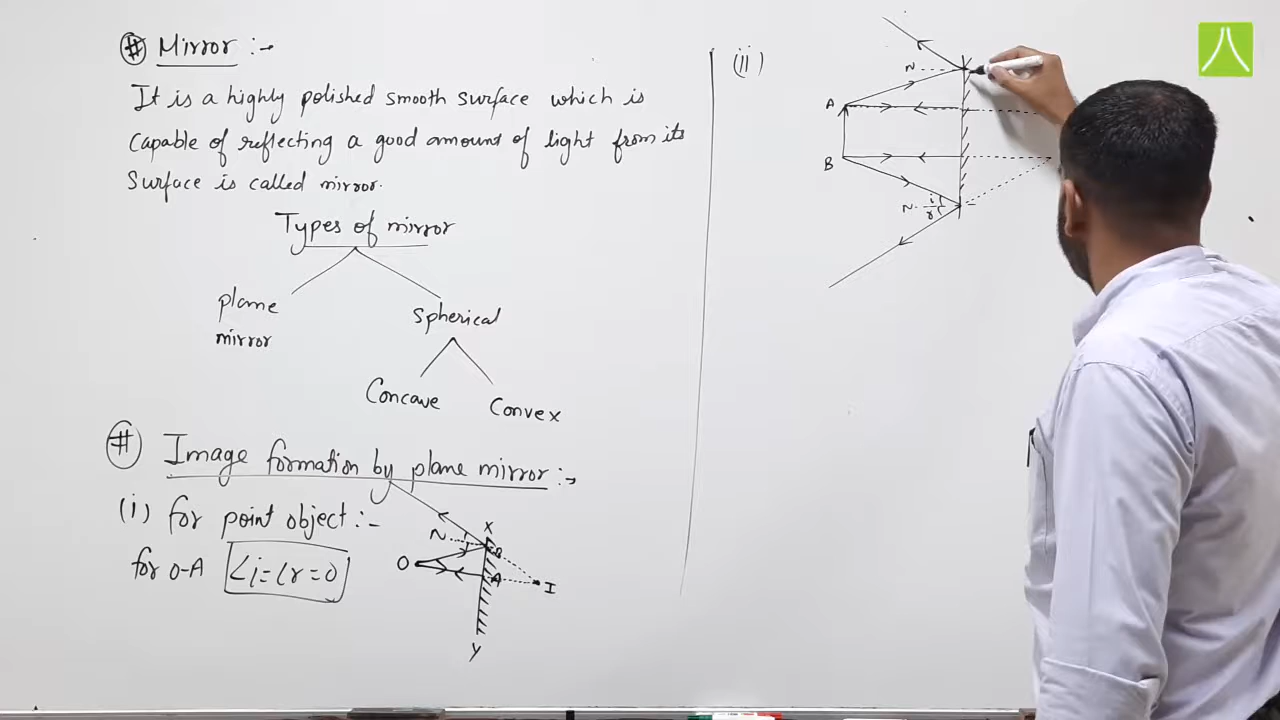 # Mirror :-
It is a highly polished smooth surface which is
capable of reflecting a good amount of light from its
Surface is called mirror.
Types of mirror
plane
mirror
Spherical
Concave
Convex
# Image formation by plane mirror :-
(i) for point object :-
for O-A ∠i=∠r=0
N
X
O
B
A
I
Y
(ii)
N
A
B
N
i
r